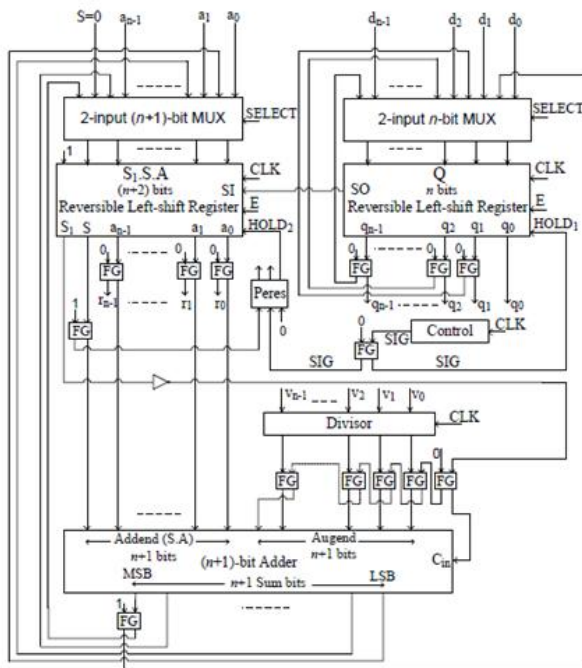 S=0 a_{n-1} a_1 a_0 d_{n-1} d_2 d_1 d_0
2-input (n+1)-bit MUX SELECT 2-input n-bit MUX SELECT
1
S_1.S.A CLK Q CLK
(n+2) bits SI SO n bits
Reversible Left-shift Register E Reversible Left-shift Register E
S_1 S a_{n-1} a_1 a_0 HOLD_2 q_{n-1} q_2 q_1 q_0 HOLD_1
0 0 0 0 0 0
FG FG FG FG FG FG
r_{n-1} r_1 r_0 Peres q_{n-1} q_2 q_1 q_0
1 0 0 Control CLK
FG FG SIG
SIG SIG
v_{n-1} v_2 v_1 v_0
Divisor CLK
0
FG FG FG FG FG
Addend (S.A) Augend
n+1 bits n+1 bits
(n+1)-bit Adder C_{in}
MSB LSB
n+1 Sum bits
1
FG